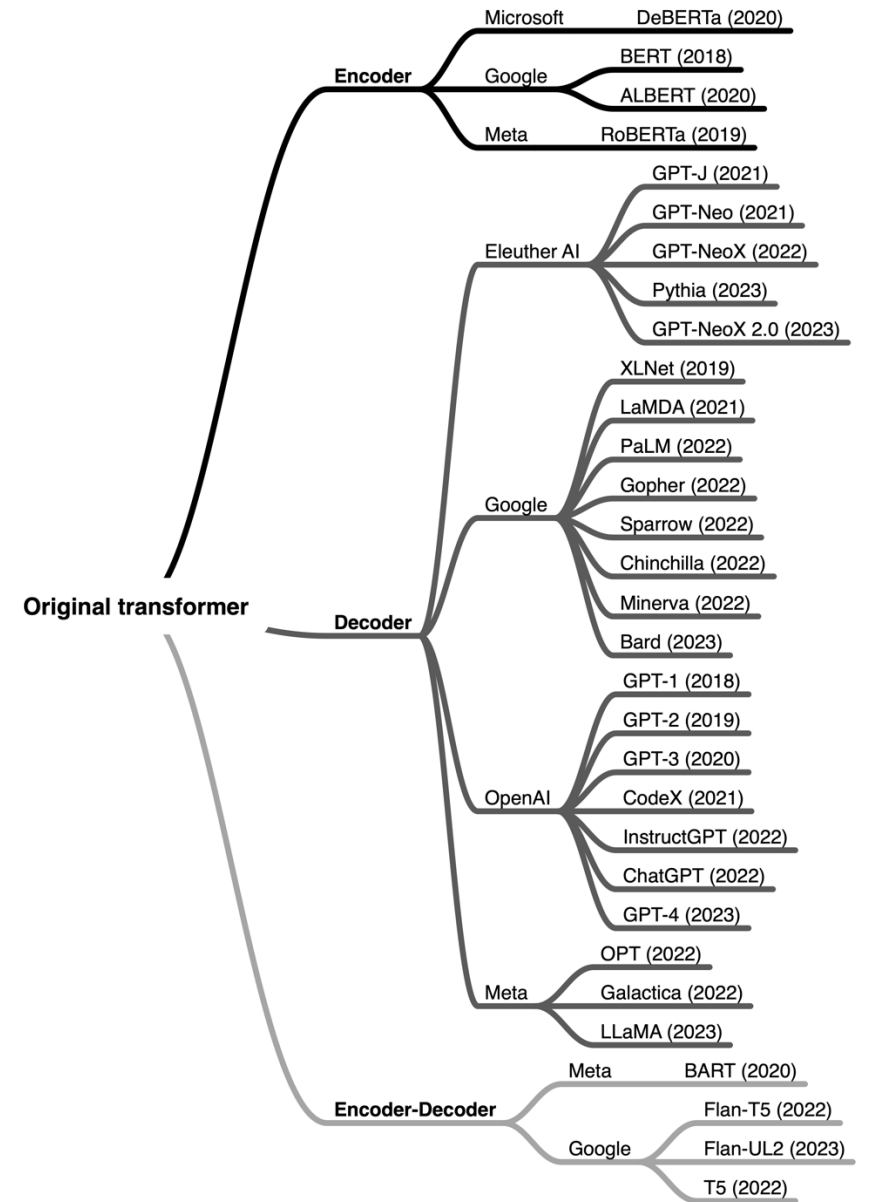 Microsoft DeBERTa (2020)
Encoder
Google
BERT (2018)
ALBERT (2020)
Meta RoBERTa (2019)
Eleuther AI
GPT-J (2021)
GPT-Neo (2021)
GPT-NeoX (2022)
Pythia (2023)
GPT-NeoX 2.0 (2023)
Google
XLNet (2019)
LaMDA (2021)
PaLM (2022)
Gopher (2022)
Sparrow (2022)
Chinchilla (2022)
Minerva (2022)
Bard (2023)
Original transformer
Decoder
OpenAI
GPT-1 (2018)
GPT-2 (2019)
GPT-3 (2020)
CodeX (2021)
InstructGPT (2022)
ChatGPT (2022)
GPT-4 (2023)
Meta
OPT (2022)
Galactica (2022)
LLaMA (2023)
Encoder-Decoder
Meta BART (2020)
Google
Flan-T5 (2022)
Flan-UL2 (2023)
T5 (2022)